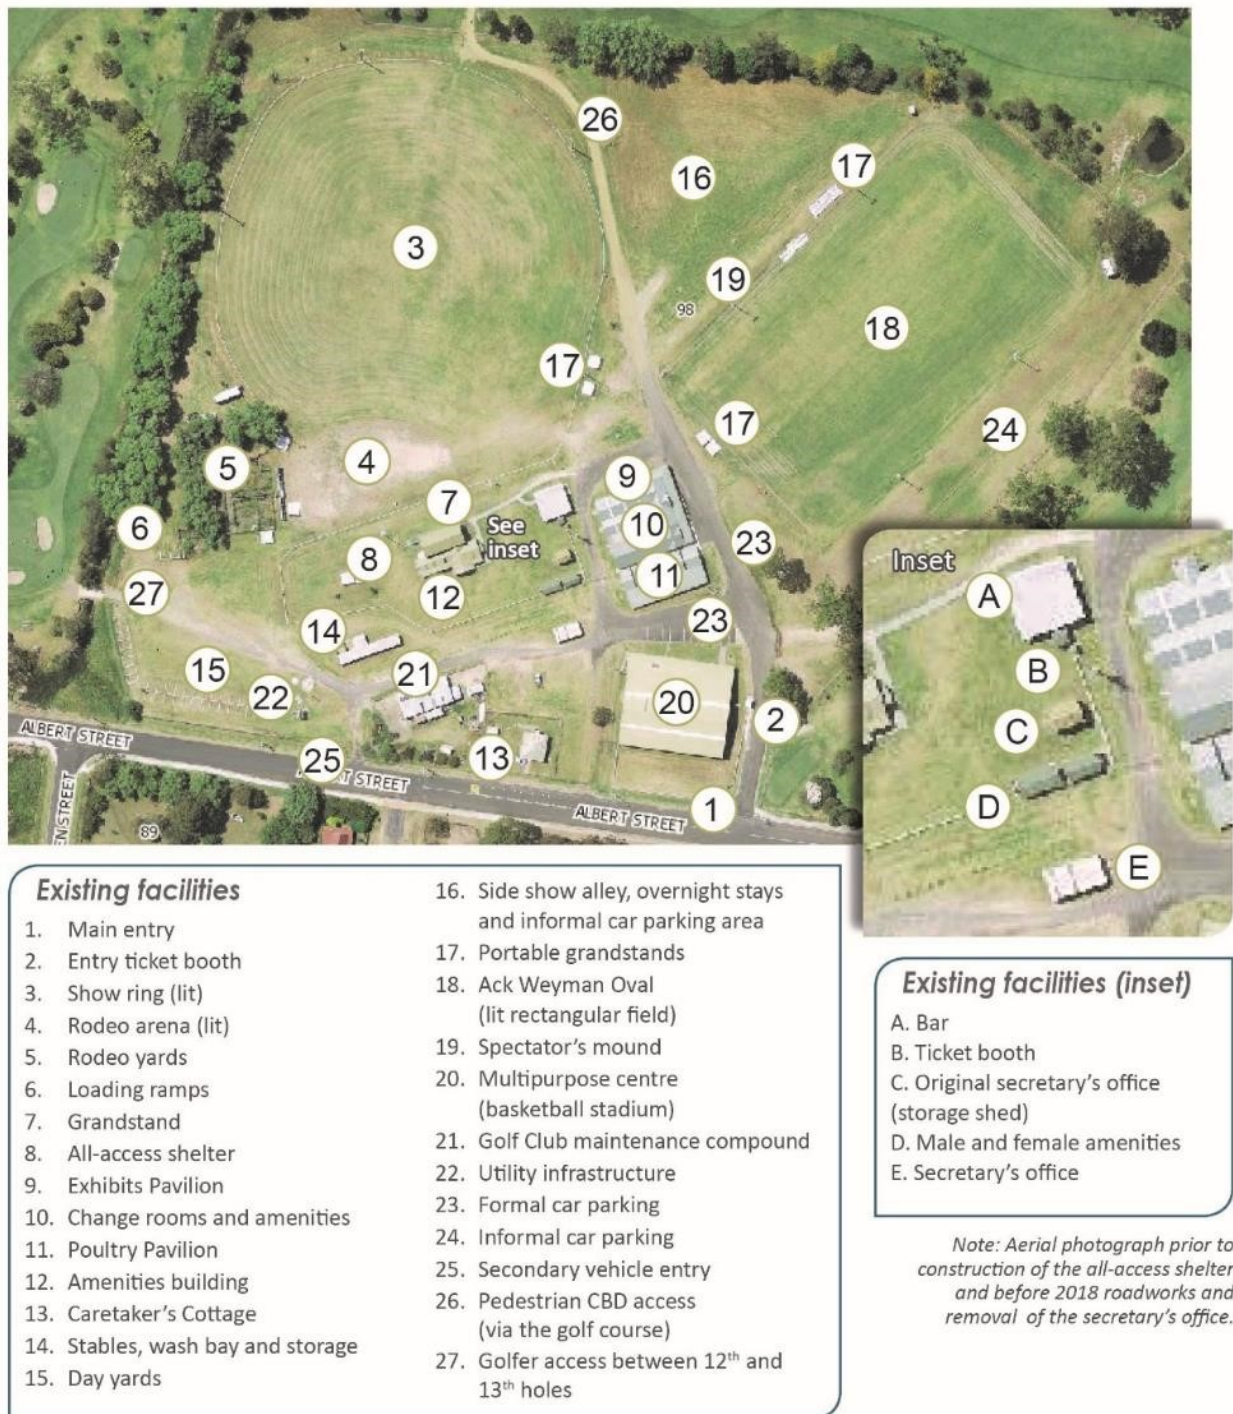 26
16
17
3
19
98
18
17
17
24
5
4
9
7
See
inset
10
6
23
8
11
27
12
14
23
15
21
22
20
2
13
25
1
ALBERT STREET
ALBERT STREET
ALBERT STREET
EN STREET
89
Inset
A
B
C
D
E
Existing facilities
1. Main entry
2. Entry ticket booth
3. Show ring (lit)
4. Rodeo arena (lit)
5. Rodeo yards
6. Loading ramps
7. Grandstand
8. All-access shelter
9. Exhibits Pavilion
10. Change rooms and amenities
11. Poultry Pavilion
12. Amenities building
13. Caretaker's Cottage
14. Stables, wash bay and storage
15. Day yards
16. Side show alley, overnight stays
and informal car parking area
17. Portable grandstands
18. Ack Weyman Oval
(lit rectangular field)
19. Spectator's mound
20. Multipurpose centre
(basketball stadium)
21. Golf Club maintenance compound
22. Utility infrastructure
23. Formal car parking
24. Informal car parking
25. Secondary vehicle entry
26. Pedestrian CBD access
(via the golf course)
27. Golfer access between 12th and
13th holes
Existing facilities (inset)
A. Bar
B. Ticket booth
C. Original secretary's office
(storage shed)
D. Male and female amenities
E. Secretary's office
Note: Aerial photograph prior to
construction of the all-access shelter
and before 2018 roadworks and
removal of the secretary's office.